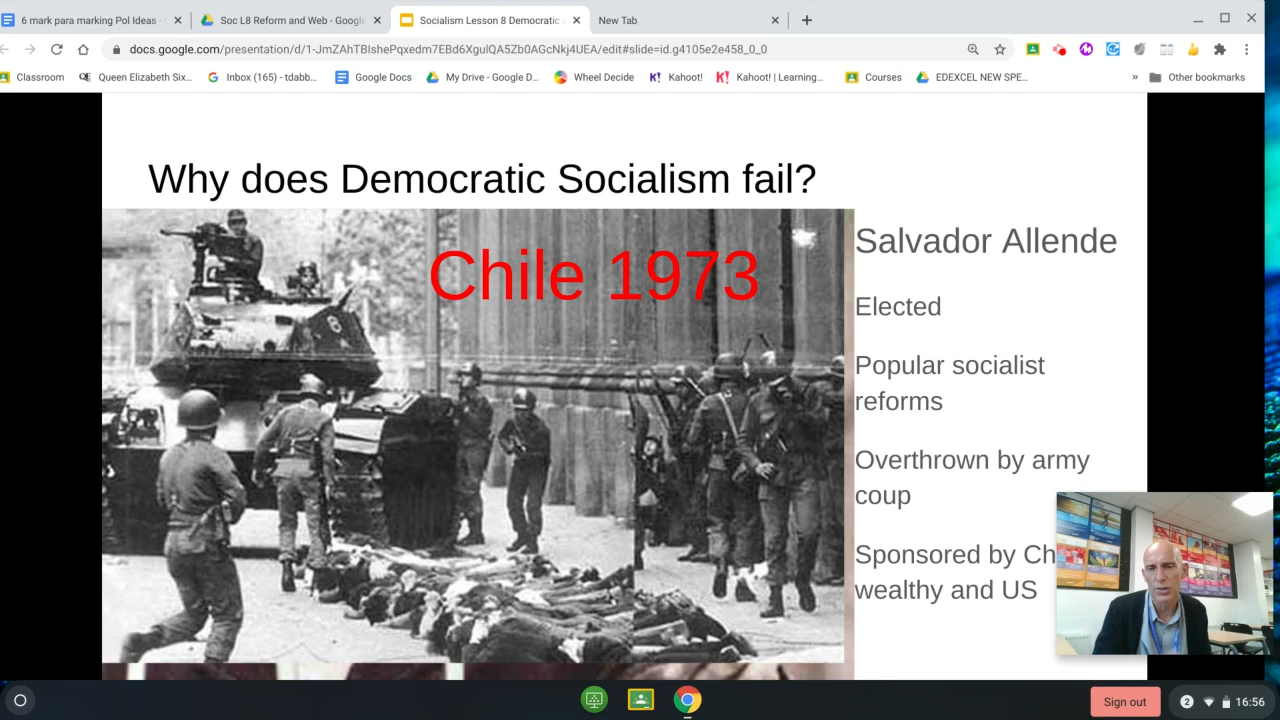 6 mark para marking Pol Ideas -
Soc L8 Reform and Web - Google
Socialism Lesson 8 Democratic
New Tab
docs.google.com/presentation/d/1-JmZAhTBIshePqxedm7EBd6XgulQA5Zb0AGcNkj4UEA/edit#slide=id.g4105e2e458_0_0
Classroom
Queen Elizabeth Six...
Inbox (165) - tdabb...
Google Docs
My Drive - Google D...
Wheel Decide
Kahoot!
Kahoot! | Learning...
Courses
EDEXCEL NEW SPE...
»
Other bookmarks
Why does Democratic Socialism fail?
Chile 1973
Salvador Allende
Elected
Popular socialist
reforms
Overthrown by army
coup
Sponsored by Ch
wealthy and US
Sign out
2
16:56